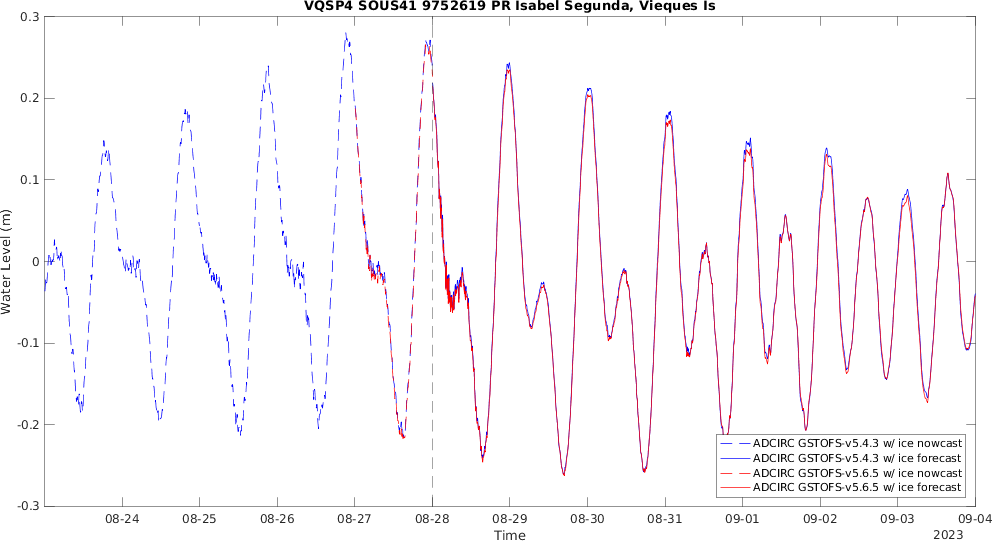 VQSP4 SOUS41 9752619 PR Isabel Segunda, Vieques Is
0.3
0.2
0.1
0
-0.1
-0.2
-0.3
Water Level (m)
08-24 08-25 08-26 08-27 08-28 08-29 08-30 08-31 09-01 09-02 09-03 09-04
Time
2023
ADCIRC GSTOFS-v5.4.3 w/ ice nowcast
ADCIRC GSTOFS-v5.4.3 w/ ice forecast
ADCIRC GSTOFS-v5.6.5 w/ ice nowcast
ADCIRC GSTOFS-v5.6.5 w/ ice forecast